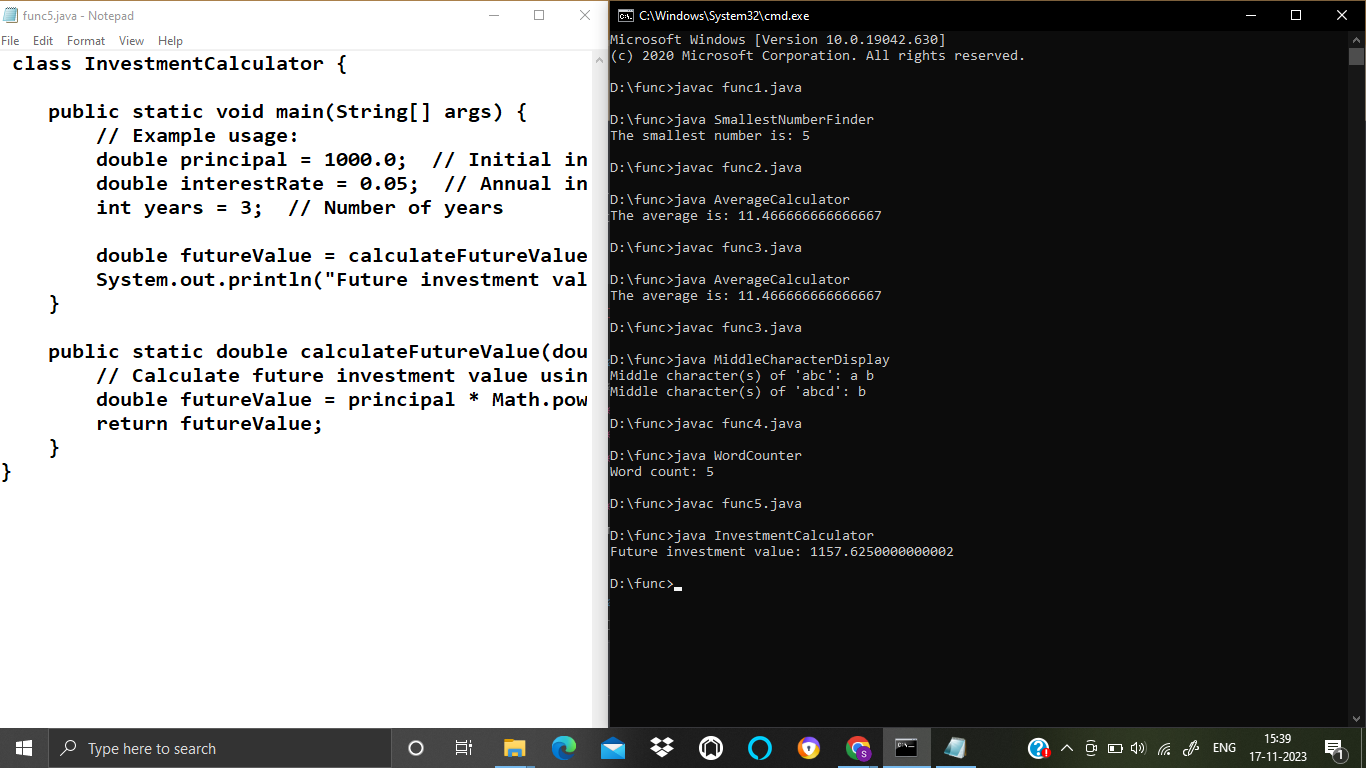 func5.java - Notepad
File Edit Format View Help
class InvestmentCalculator {
public static void main(String[] args) {
// Example usage:
double principal = 1000.0; // Initial in
double interestRate = 0.05; // Annual in
int years = 3; // Number of years
double futureValue = calculateFutureValue
System.out.println("Future investment val
}
public static double calculateFutureValue(dou
// Calculate future investment value usin
double futureValue = principal * Math.pow
return futureValue;
}
}
C:\Windows\System32\cmd.exe
Microsoft Windows [Version 10.0.19042.630]
(c) 2020 Microsoft Corporation. All rights reserved.
D:\func>javac func1.java
D:\func>java SmallestNumberFinder
The smallest number is: 5
D:\func>javac func2.java
D:\func>java AverageCalculator
The average is: 11.466666666666667
D:\func>javac func3.java
D:\func>java AverageCalculator
The average is: 11.466666666666667
D:\func>javac func3.java
D:\func>java MiddleCharacterDisplay
Middle character(s) of 'abc': a b
Middle character(s) of 'abcd': b
D:\func>javac func4.java
D:\func>java WordCounter
Word count: 5
D:\func>javac func5.java
D:\func>java InvestmentCalculator
Future investment value: 1157.6250000000002
D:\func>
Type here to search
ENG
15:39
17-11-2023
1